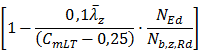 [1 − 0,1λ̄_z / (C_mLT − 0,25) · N_Ed / N_b,z,Rd]